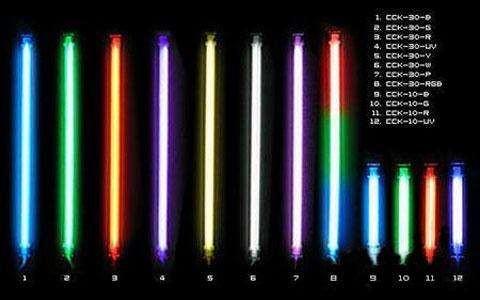 1. CCK-30-B
2. CCK-30-G
3. CCK-30-R
4. CCK-30-UV
5. CCK-30-Y
6. CCK-30-W
7. CCK-30-P
8. CCK-30-RGB
9. CCK-10-B
10. CCK-10-G
11. CCK-10-R
12. CCK-10-UV
1 2 3 4 5 6 7 8 9 10 11 12